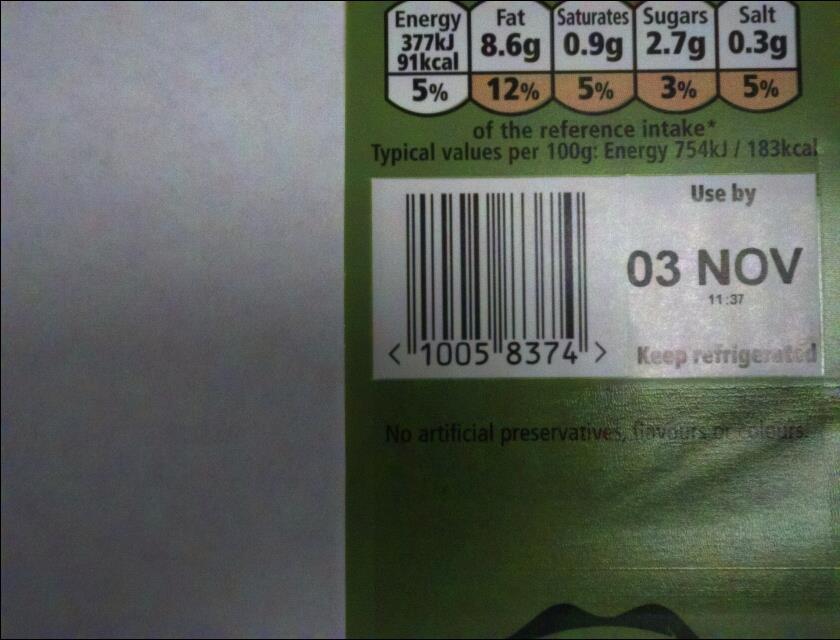 Energy Fat Saturates Sugars Salt
377kJ 8.6g 0.9g 2.7g 0.3g
91kcal
5% 12% 5% 3% 5%
of the reference intake*
Typical values per 100g: Energy 754kJ / 183kcal
Use by
03 NOV
11:37
< 1005 8374 > Keep refrigerated
No artificial preservatives, flavours or colours.